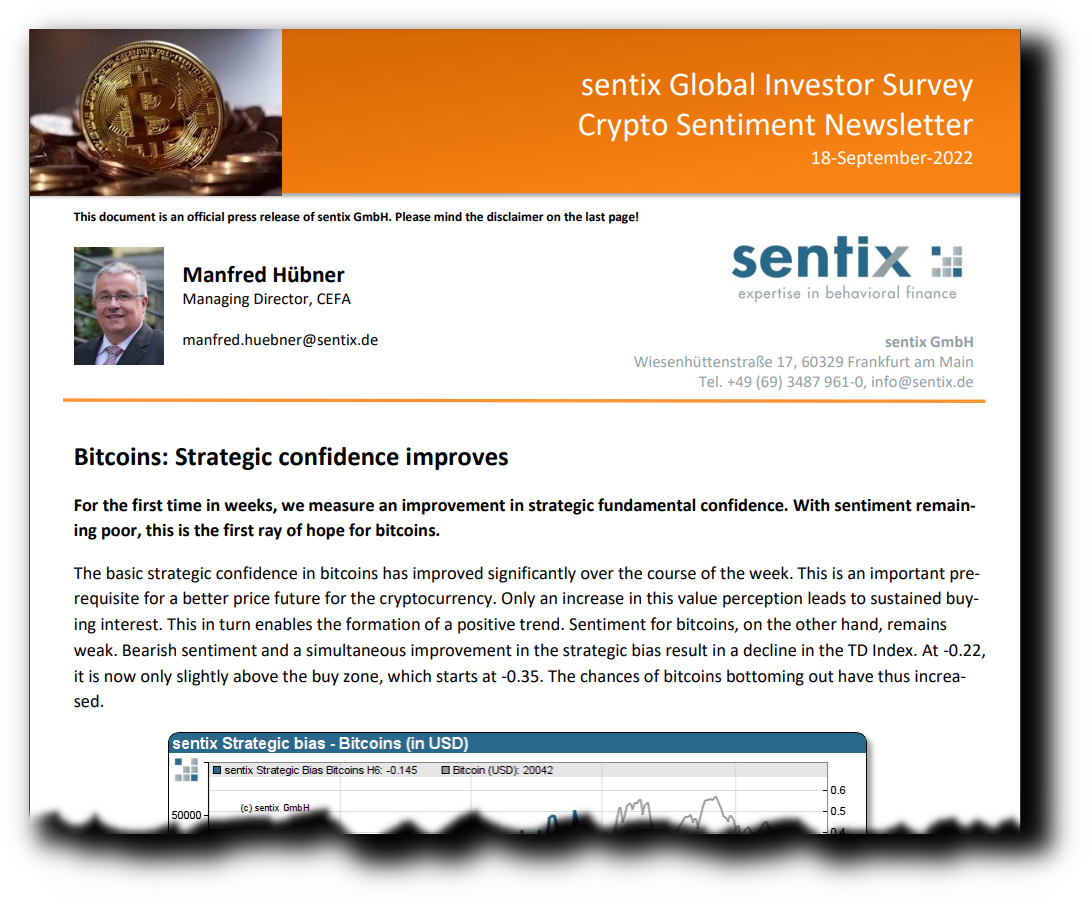 sentix Global Investor Survey
Crypto Sentiment Newsletter
18-September-2022
This document is an official press release of sentix GmbH. Please mind the disclaimer on the last page!
Manfred Hübner
Managing Director, CEFA
manfred.huebner@sentix.de
sentix
expertise in behavioral finance
sentix GmbH
Wiesenhüttenstraße 17, 60329 Frankfurt am Main
Tel. +49 (69) 3487 961-0, info@sentix.de
Bitcoins: Strategic confidence improves
For the first time in weeks, we measure an improvement in strategic fundamental confidence. With sentiment remain-
ing poor, this is the first ray of hope for bitcoins.
The basic strategic confidence in bitcoins has improved significantly over the course of the week. This is an important pre-
requisite for a better price future for the cryptocurrency. Only an increase in this value perception leads to sustained buy-
ing interest. This in turn enables the formation of a positive trend. Sentiment for bitcoins, on the other hand, remains
weak. Bearish sentiment and a simultaneous improvement in the strategic bias result in a decline in the TD Index. At -0.22,
it is now only slightly above the buy zone, which starts at -0.35. The chances of bitcoins bottoming out have thus increa-
sed.
sentix Strategic bias - Bitcoins (in USD)
sentix Strategic Bias Bitcoins H6: -0.145 Bitcoin (USD): 20042
0.6
(c) sentix GmbH
0.5
50000
0.4